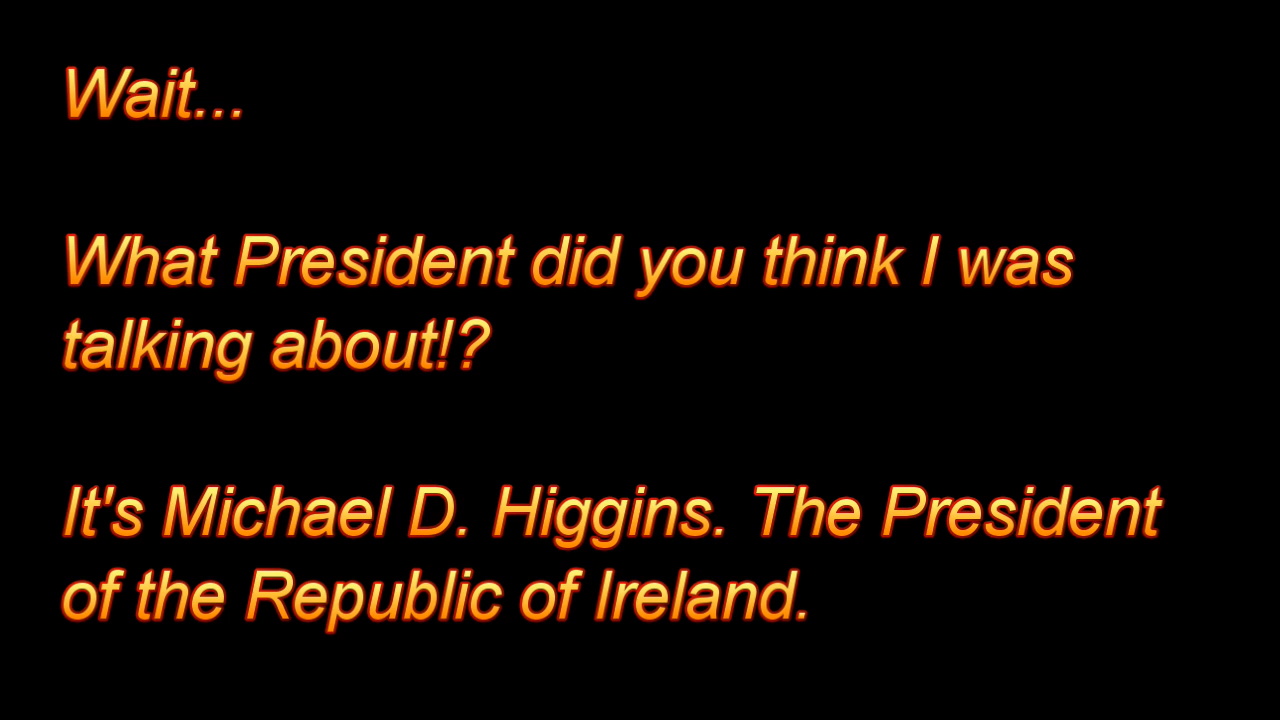 Wait...
What President did you think I was
talking about!?
It's Michael D. Higgins. The President
of the Republic of Ireland.